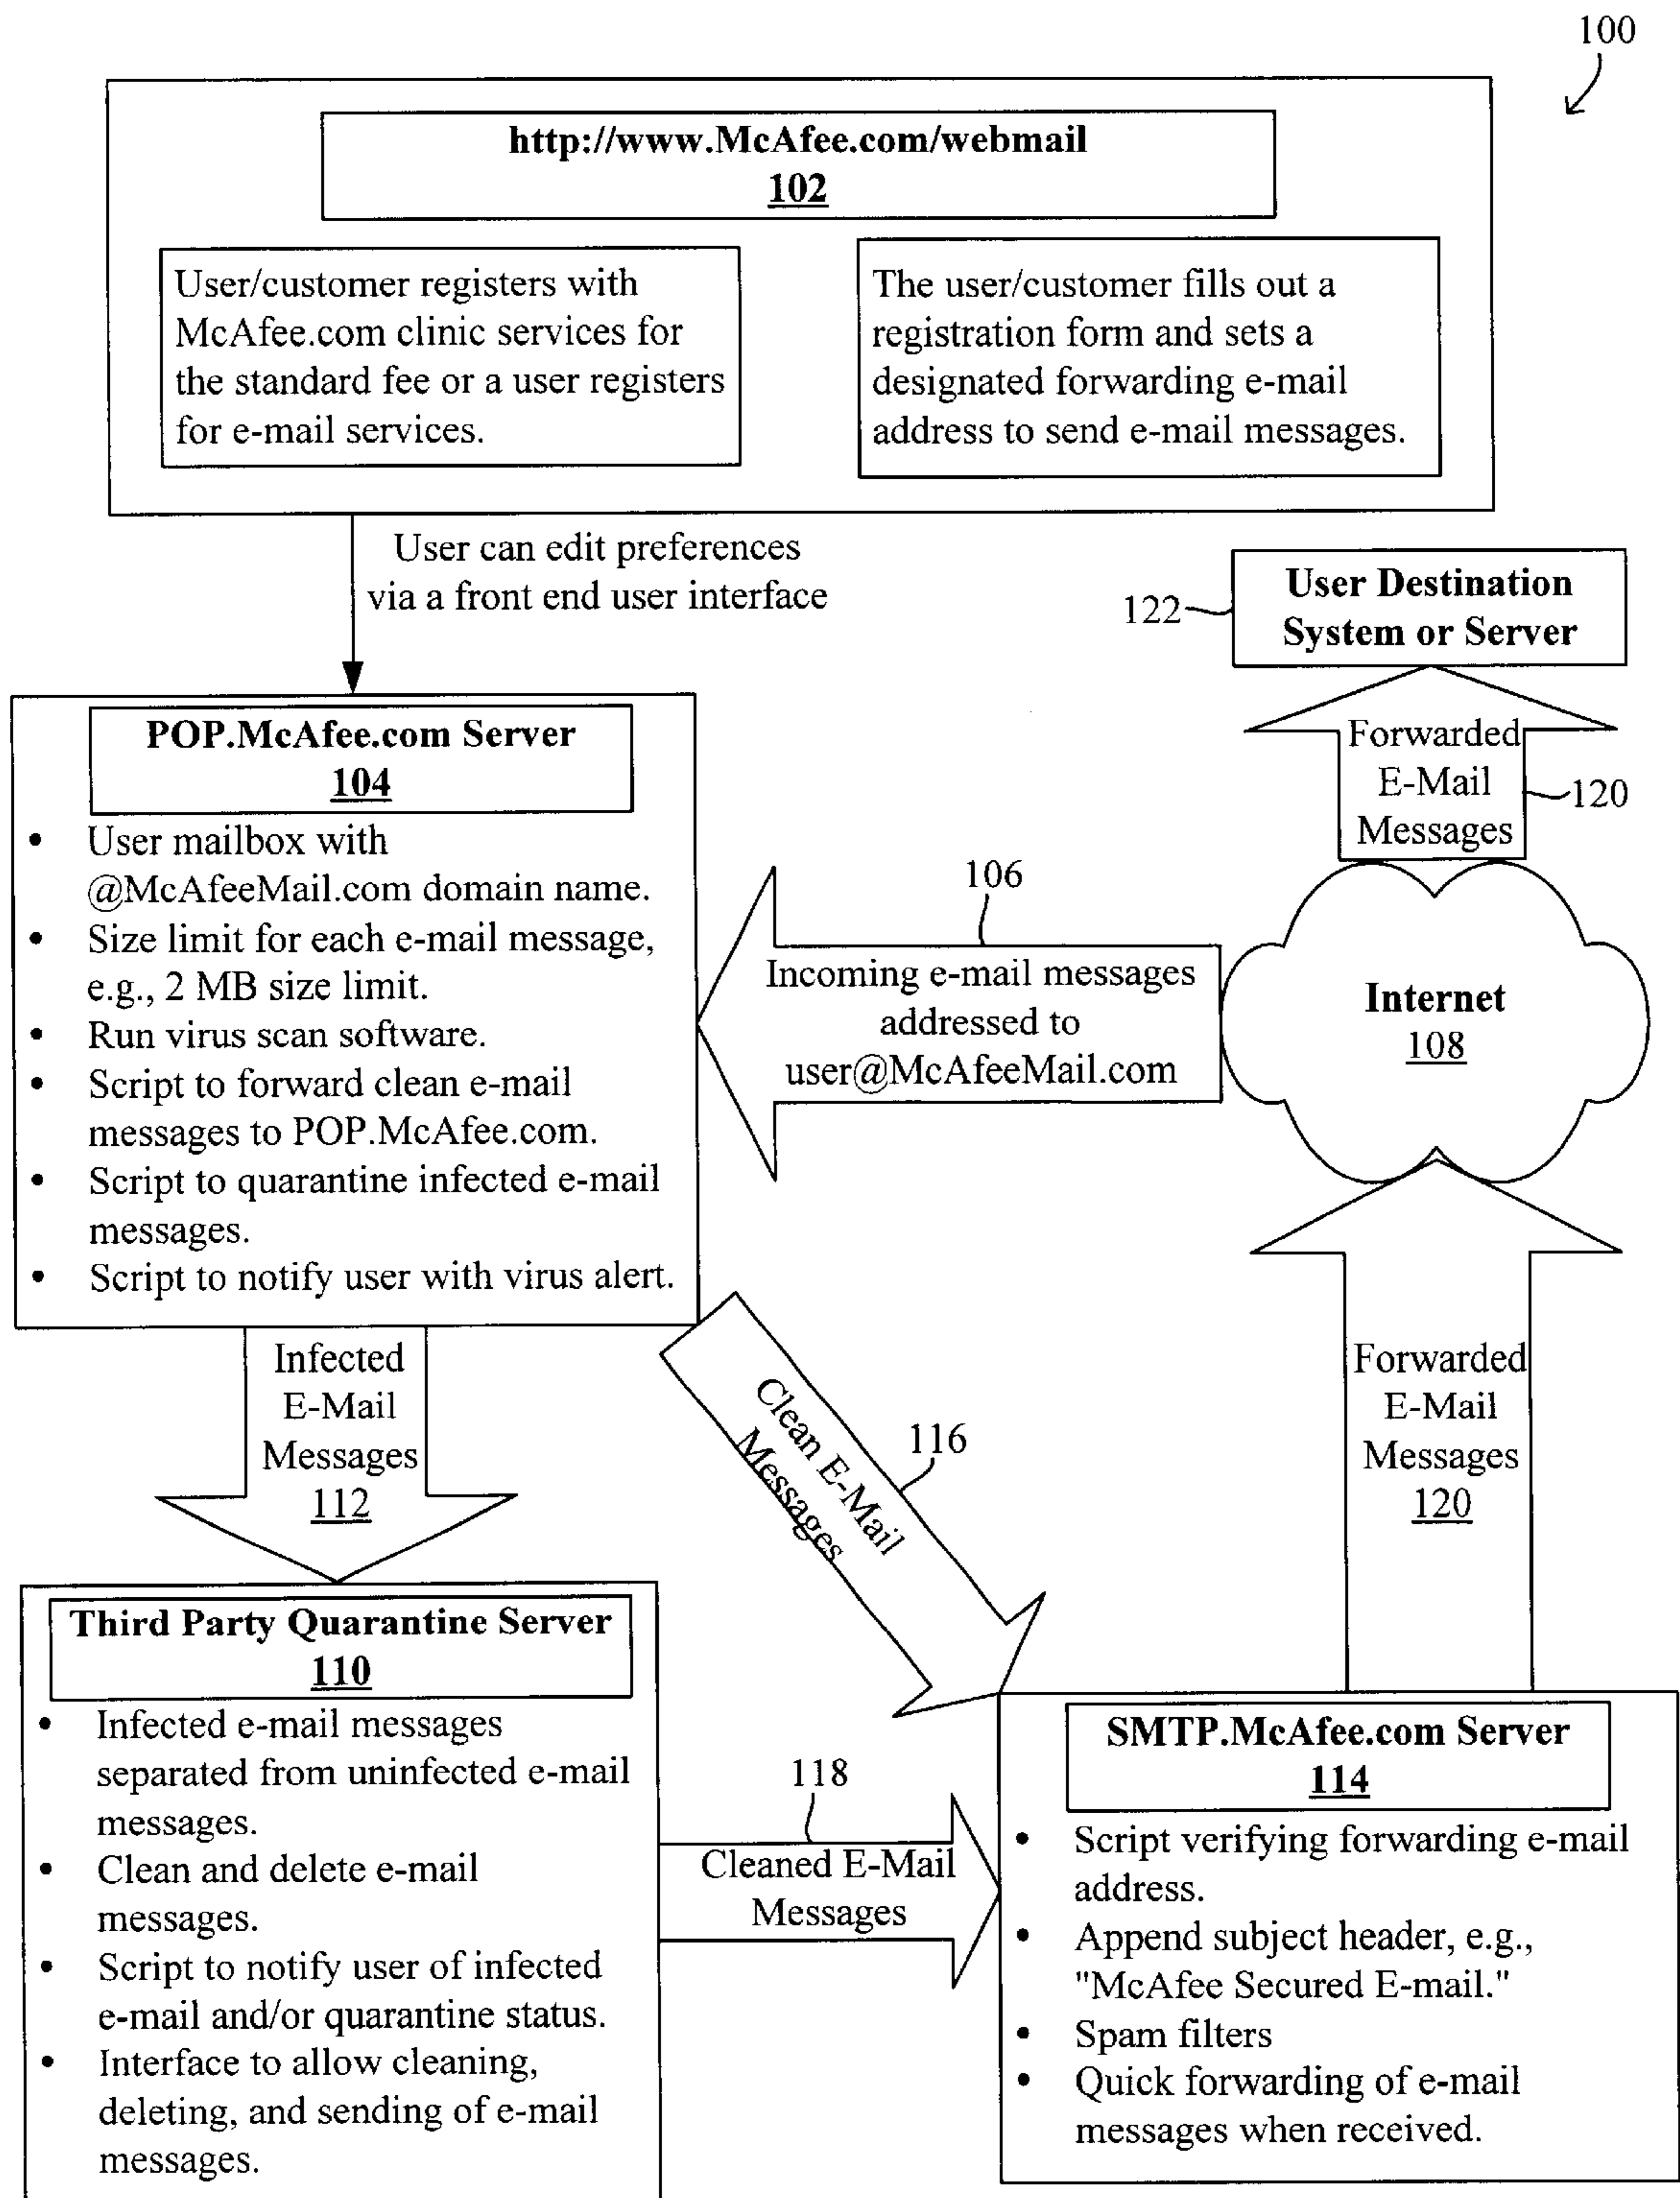 100
http://www.McAfee.com/webmail
102
User/customer registers with
McAfee.com clinic services for
the standard fee or a user registers
for e-mail services.
The user/customer fills out a
registration form and sets a
designated forwarding e-mail
address to send e-mail messages.
User can edit preferences
via a front end user interface
122
User Destination
System or Server
POP.McAfee.com Server
104
• User mailbox with
@McAfeeMail.com domain name.
• Size limit for each e-mail message,
e.g., 2 MB size limit.
• Run virus scan software.
• Script to forward clean e-mail
messages to POP.McAfee.com.
• Script to quarantine infected e-mail
messages.
• Script to notify user with virus alert.
Forwarded
E-Mail
Messages
120
106
Incoming e-mail messages
addressed to
user@McAfeeMail.com
Internet
108
Infected
E-Mail
Messages
112
Clean E-Mail
Messages
116
Forwarded
E-Mail
Messages
120
Third Party Quarantine Server
110
• Infected e-mail messages
separated from uninfected e-mail
messages.
• Clean and delete e-mail
messages.
• Script to notify user of infected
e-mail and/or quarantine status.
• Interface to allow cleaning,
deleting, and sending of e-mail
messages.
118
Cleaned E-Mail
Messages
SMTP.McAfee.com Server
114
• Script verifying forwarding e-mail
address.
• Append subject header, e.g.,
"McAfee Secured E-mail."
• Spam filters
• Quick forwarding of e-mail
messages when received.